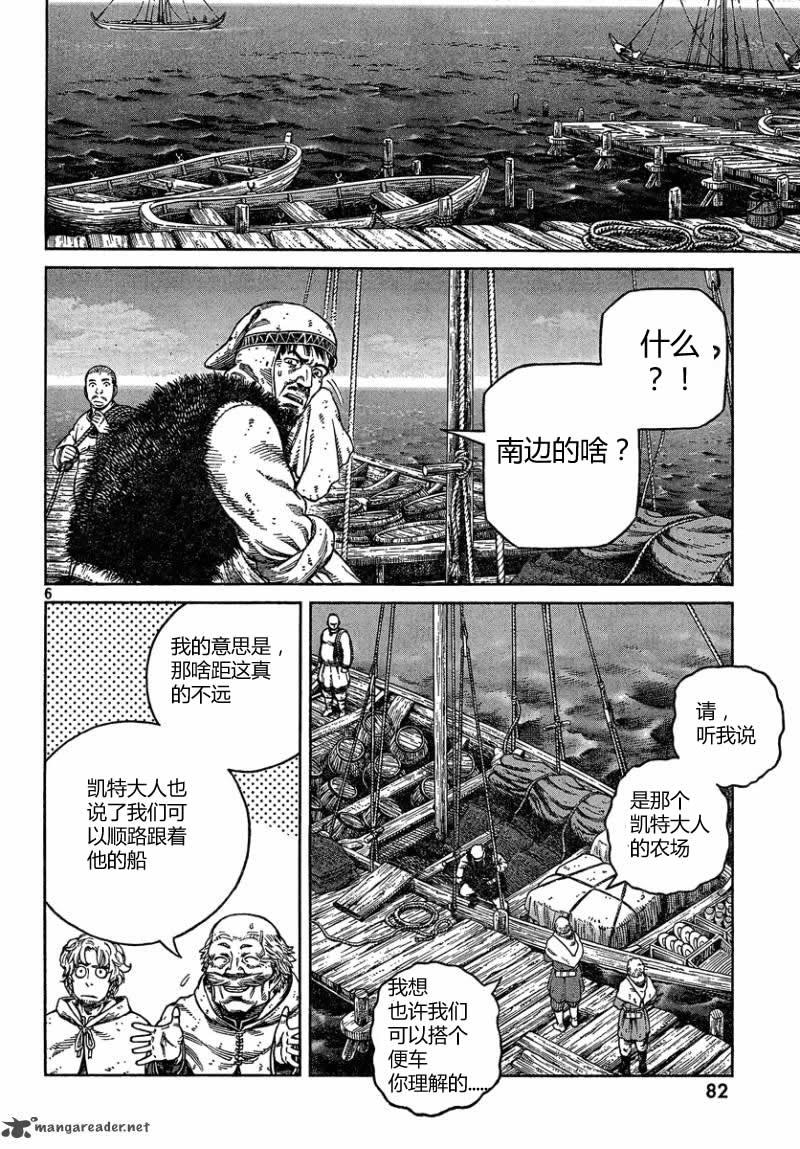 什么，
？！
南边的啥？
6
请，
听我说
是那个
凯特大人
的农场
我想
也许我们
可以搭个
便车
你理解的.....
我的意思是，
那啥距这真
的不远
凯特大人也
说了我们可
以顺路跟着
他的船
82
mangareader.net